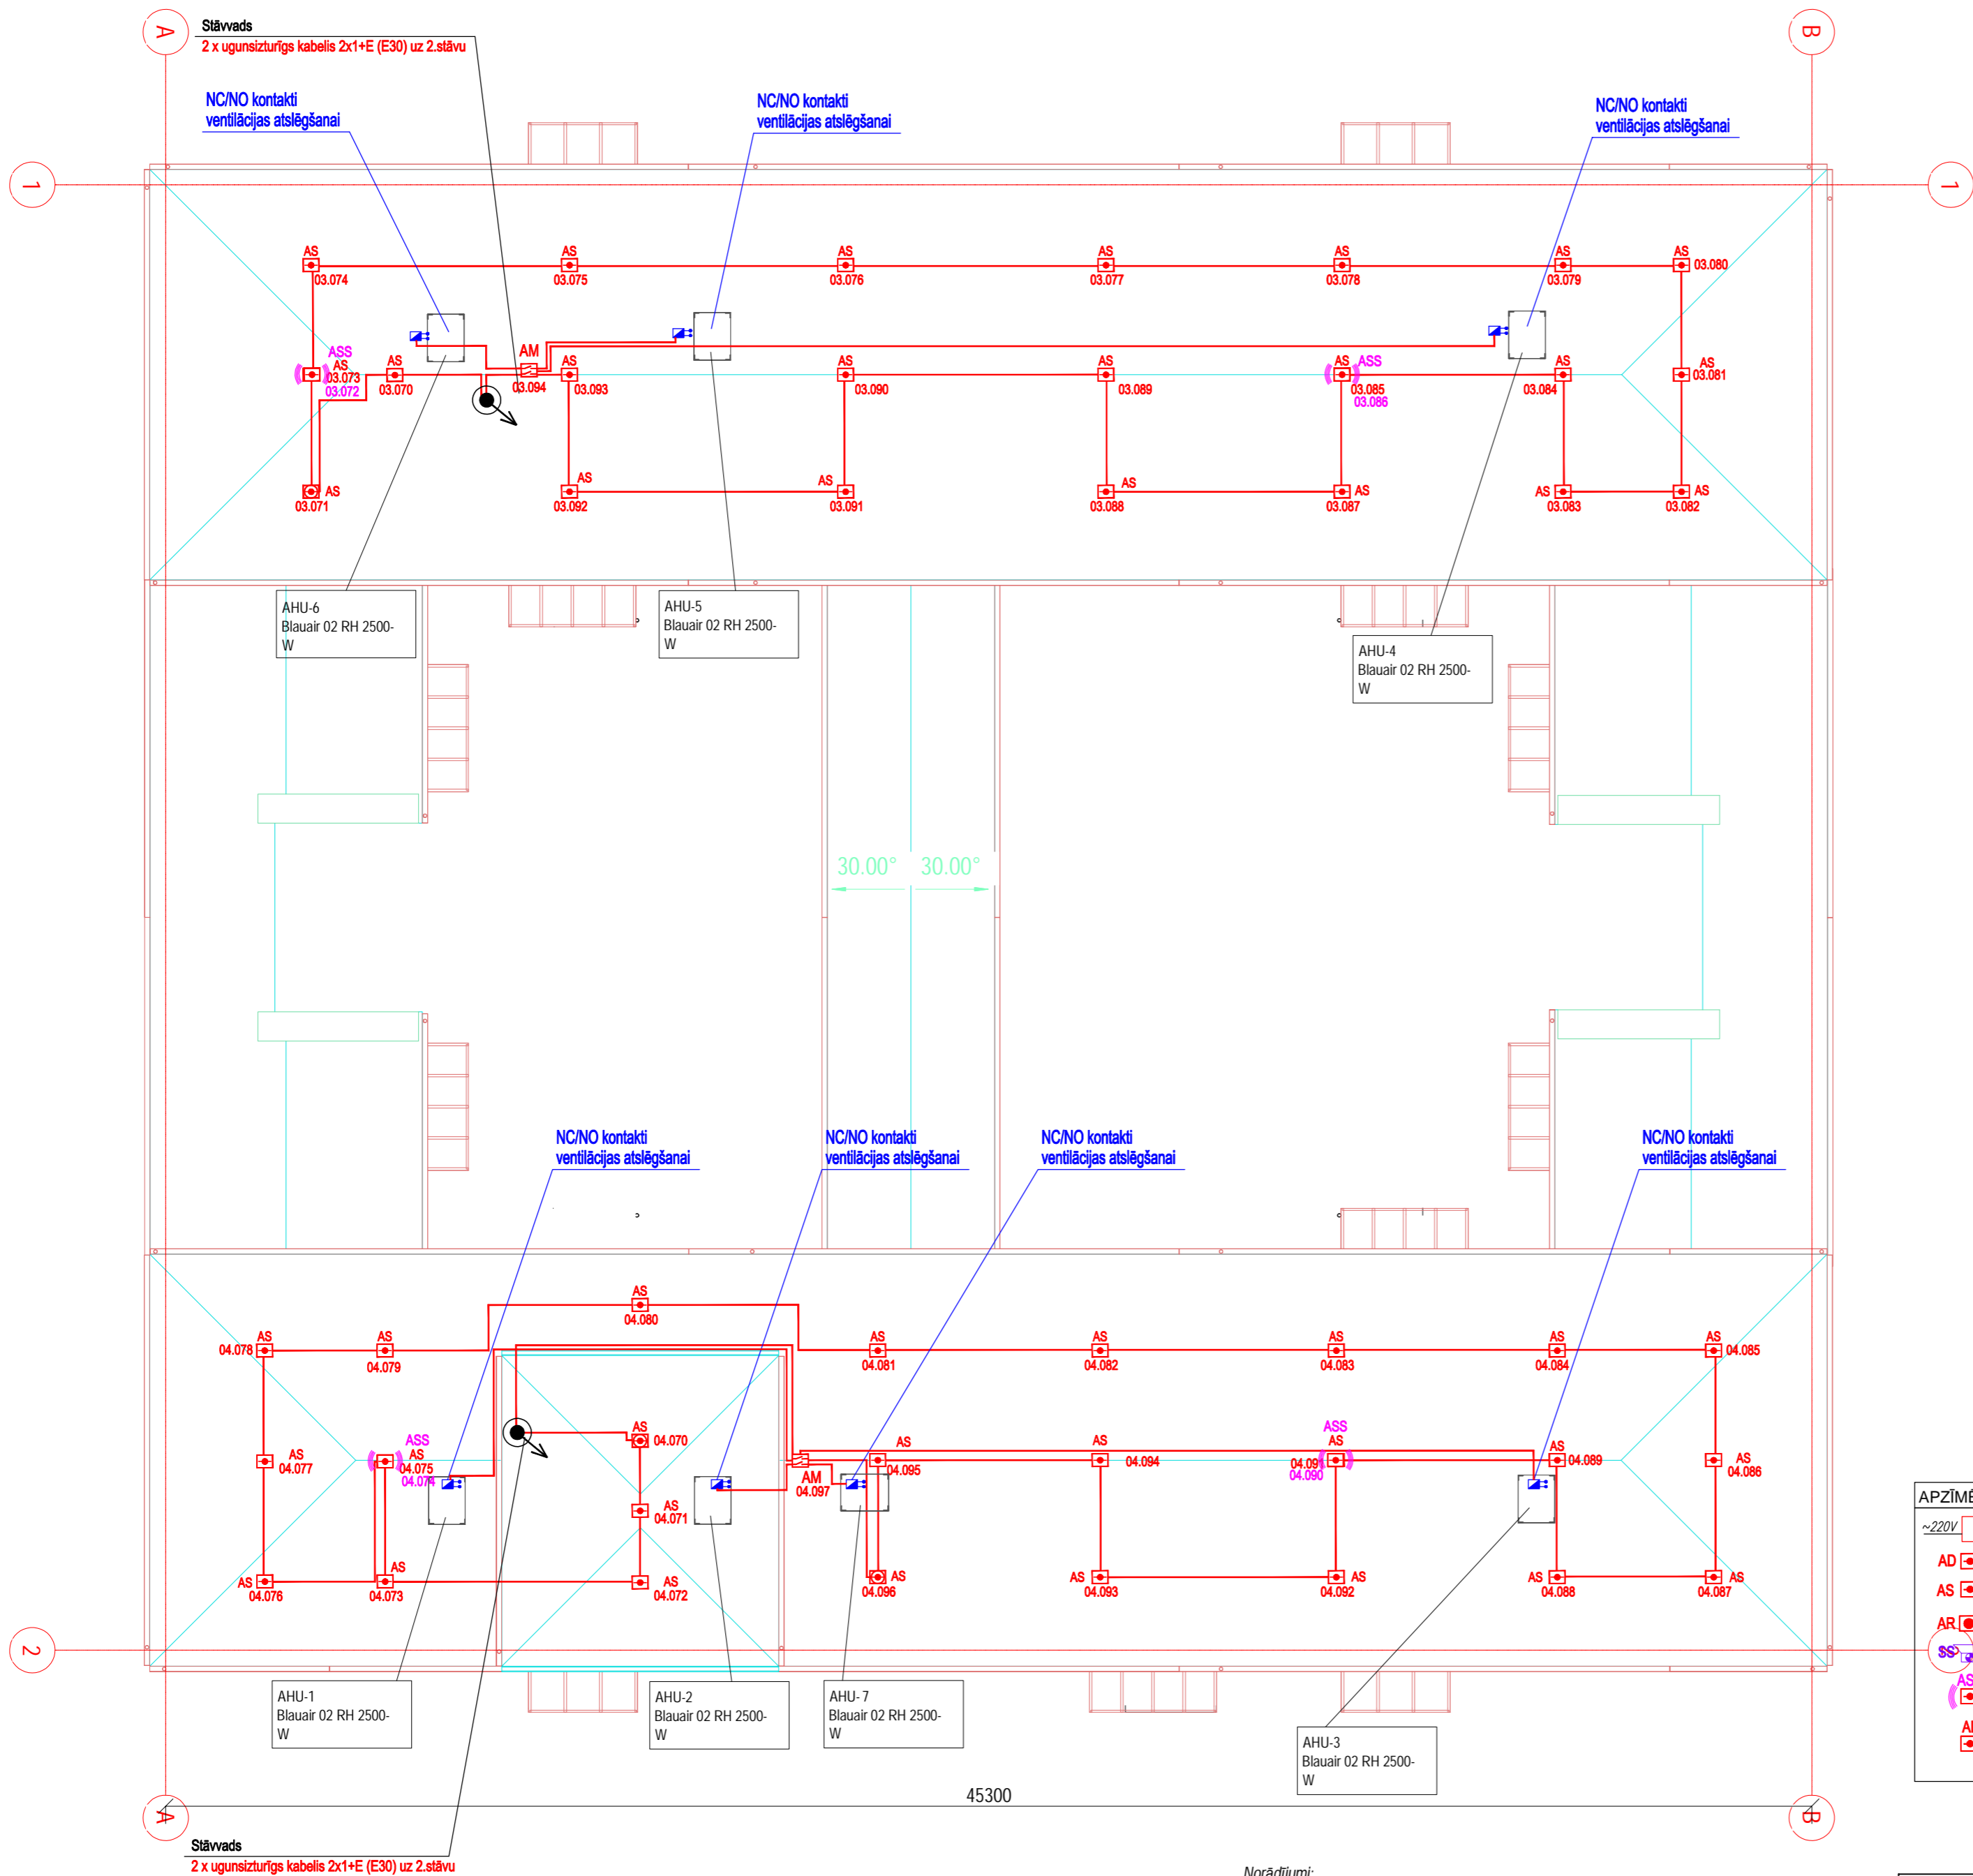 A
Stāvvads
2 x ugunsizturīgs kabelis 2x1+E (E30) uz 2.stāvu
B
NC/NO kontakti
ventilācijas atslēgšanai
NC/NO kontakti
ventilācijas atslēgšanai
NC/NO kontakti
ventilācijas atslēgšanai
1
1
AS
03.074
AS
03.075
AS
03.076
AS
03.077
AS
03.078
AS
03.079
AS
03.080
ASS
AS
03.073
03.072
AS
03.070
AM
03.094
AS
03.093
AS
03.090
AS
03.089
AS
ASS
03.085
03.086
AS
03.084
AS
03.081
AS
03.071
AS
03.092
AS
03.091
AS
03.088
AS
03.087
AS
03.083
AS
03.082
AHU-6
Blauair 02 RH 2500-
W
AHU-5
Blauair 02 RH 2500-
W
AHU-4
Blauair 02 RH 2500-
W
30.00°
30.00°
NC/NO kontakti
ventilācijas atslēgšanai
NC/NO kontakti
ventilācijas atslēgšanai
NC/NO kontakti
ventilācijas atslēgšanai
NC/NO kontakti
ventilācijas atslēgšanai
AS
04.080
AS
04.078
AS
04.079
AS
04.081
AS
04.082
AS
04.083
AS
04.084
AS
04.085
AS
04.077
ASS
AS
04.075
04.074
AS
04.070
AS
04.071
AM
04.097
AS
04.095
AS
04.094
ASS
AS
04.091
04.090
AS
04.089
AS
04.086
AS
04.076
AS
04.073
AS
04.072
AS
04.096
AS
04.093
AS
04.092
AS
04.088
AS
04.087
2
AHU-1
Blauair 02 RH 2500-
W
AHU-2
Blauair 02 RH 2500-
W
AHU- 7
Blauair 02 RH 2500-
W
AHU-3
Blauair 02 RH 2500-
W
~220V
AD
AS
AR
SS
45300
A
B
Stāvvads
2 x ugunsizturīgs kabelis 2x1+E (E30) uz 2.stāvu
Norādījumi: